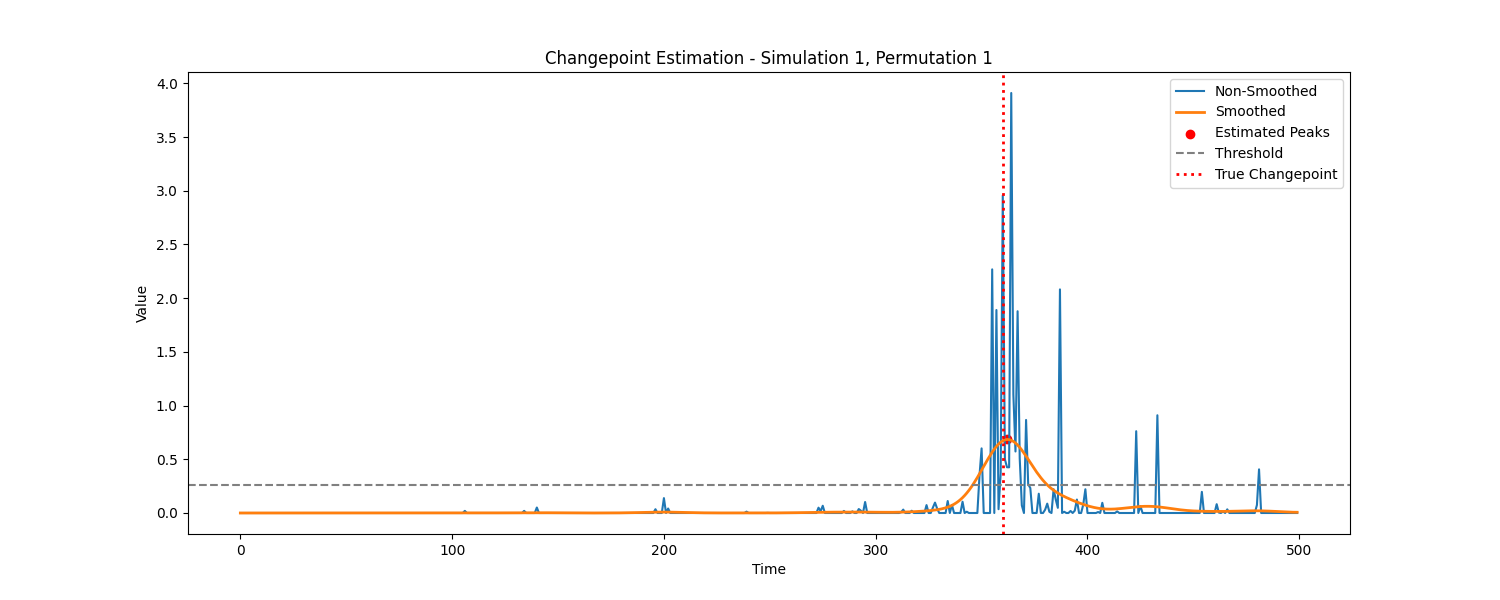 Changepoint Estimation - Simulation 1, Permutation 1
4.0
3.5
3.0
2.5
2.0
1.5
1.0
0.5
0.0
Value
Non-Smoothed
Smoothed
Estimated Peaks
Threshold
True Changepoint
0 100 200 300 400 500
Time